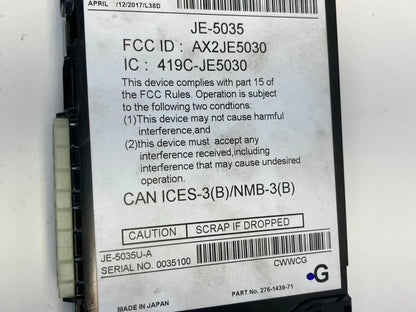 APRIL /12/2017/L38D
JE-5035
FCC ID : AX2JE5030
IC : 419C-JE5030
This device complies with part 15 of
the FCC Rules. Operation is subject
to the following two condtions:
(1)This device may not cause harmful
interference,and
(2)this device must accept any
interference received,including
interference that may cause undesired
operation.
CAN ICES-3(B)/NMB-3(B)
CAUTION SCRAP IF DROPPED
JE-5035U-A
SERIAL NO. 0035100
CWWCG
G
MADE IN JAPAN
PART No. 275-1439-71